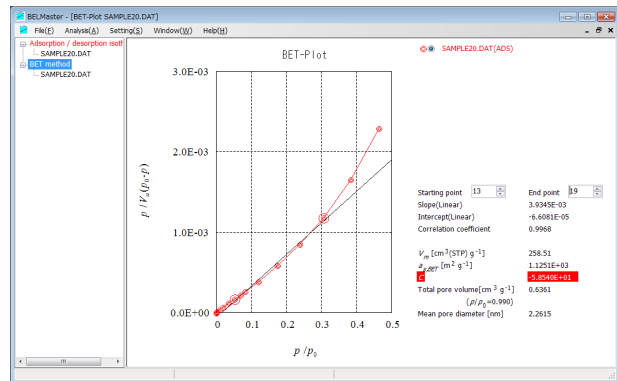 BELMaster - [BET-Plot SAMPLE20.DAT]
File(F) Analysis(A) Setting(S) Window(W) Help(H)
Adsorption / desorption isoth
SAMPLE20.DAT
BET method
SAMPLE20.DAT
BET-Plot
SAMPLE20.DAT(ADS)
3.0E-03
2.0E-03
1.0E-03
0.0E+00
p / Va(p0-p)
0 0.1 0.2 0.3 0.4 0.5
p /p0
Starting point 13 End point 19
Slope(Linear) 3.9345E-03
Intercept(Linear) -6.6081E-05
Correlation coefficient 0.9968
Vm [cm3(STP) g-1] 258.51
as,BET [m2 g-1] 1.1251E+03
C -5.8540E+01
Total pore volume[cm3 g-1] 0.6361
(p/p0=0.990)
Mean pore diameter [nm] 2.2615